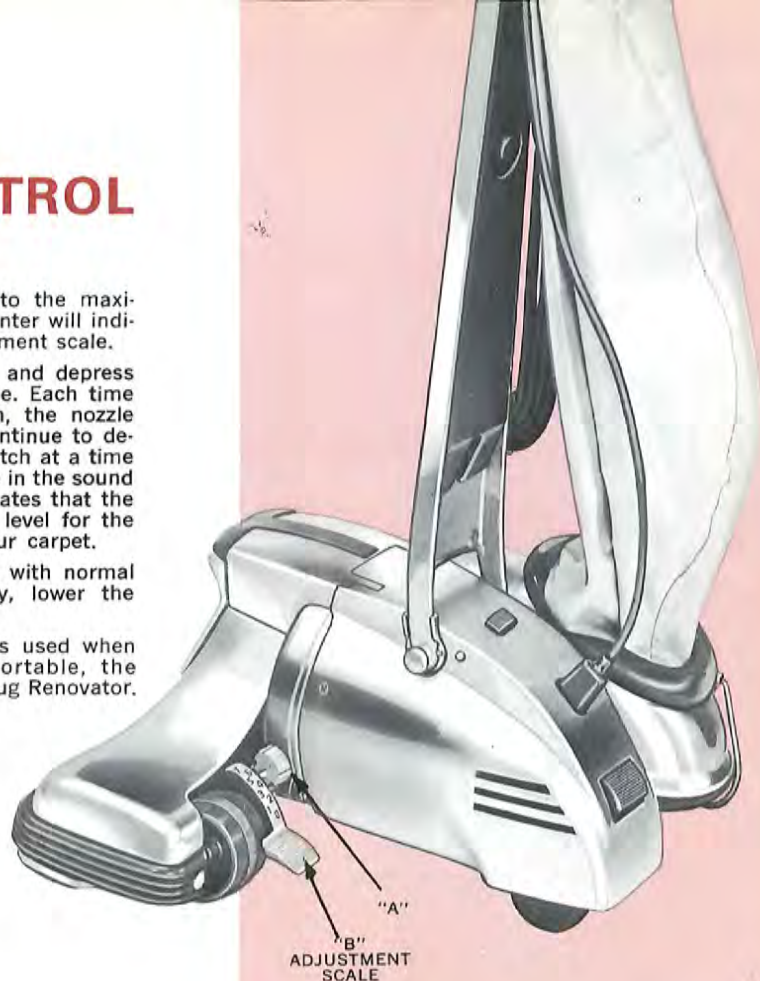 TROL
to the maxi-
nter will indi-
ment scale.
and depress
e. Each time
n, the nozzle
ntinue to de-
tch at a time
in the sound
ates that the
level for the
ur carpet.
with normal
y, lower the
s used when
ortable, the
ug Renovator.
"A"
"B"
ADJUSTMENT
SCALE